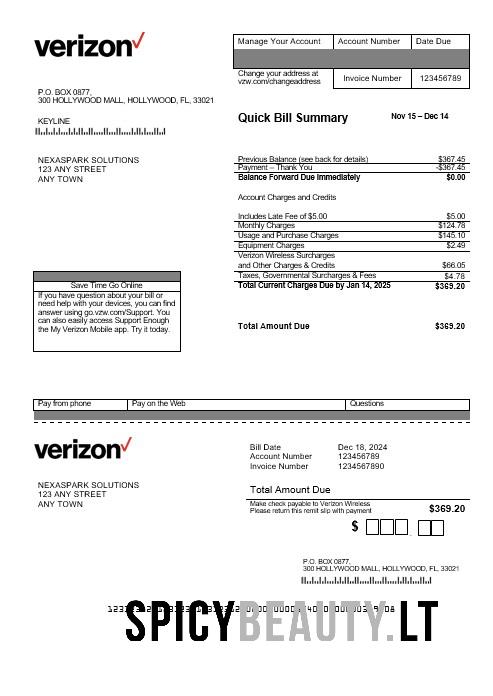 verizon
Manage Your Account Account Number Date Due
Change your address at
vzw.com/changeaddress
Invoice Number 123456789
P.O. BOX 0877,
300 HOLLYWOOD MALL, HOLLYWOOD, FL, 33021
KEYLINE
Quick Bill Summary Nov 15 – Dec 14
NEXASPARK SOLUTIONS
123 ANY STREET
ANY TOWN
Previous Balance (see back for details) $367.45
Payment – Thank You -$367.45
Balance Forward Due Immediately $0.00
Account Charges and Credits
Includes Late Fee of $5.00 $5.00
Monthly Charges $124.78
Usage and Purchase Charges $145.10
Equipment Charges $2.49
Verizon Wireless Surcharges
and Other Charges & Credits $66.05
Taxes, Governmental Surcharges & Fees $4.78
Total Current Charges Due by Jan 14, 2025 $369.20
Total Amount Due $369.20
Save Time Go Online
If you have question about your bill or
need help with your devices, you can find
answer using go.vzw.com/Support. You
can also easily access Support Enough
the My Verizon Mobile app. Try it today.
Pay from phone Pay on the Web Questions
verizon
Bill Date Dec 18, 2024
Account Number 123456789
Invoice Number 1234567890
NEXASPARK SOLUTIONS
123 ANY STREET
ANY TOWN
Total Amount Due
Make check payable to Verizon Wireless
Please return this remit slip with payment
$369.20
$
P.O. BOX 0877,
300 HOLLYWOOD MALL, HOLLYWOOD, FL, 33021
SPICYBEAUTY.LT